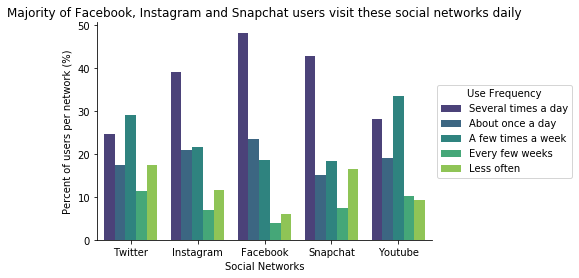 Majority of Facebook, Instagram and Snapchat users visit these social networks daily
50
40
30
20
10
0
Percent of users per network (%)
Twitter Instagram Facebook Snapchat Youtube
Social Networks
Use Frequency
Several times a day
About once a day
A few times a week
Every few weeks
Less often